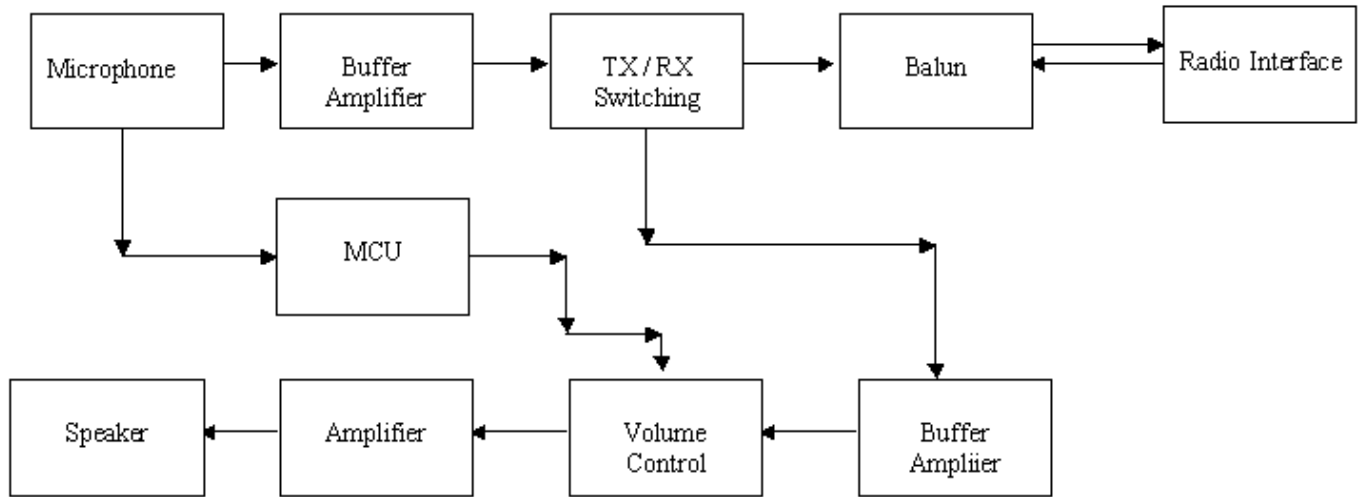 Microphone
Buffer
Amplifier
TX / RX
Switching
Balun
Radio Interface
MCU
Speaker
Amplifier
Volume
Control
Buffer
Ampliier